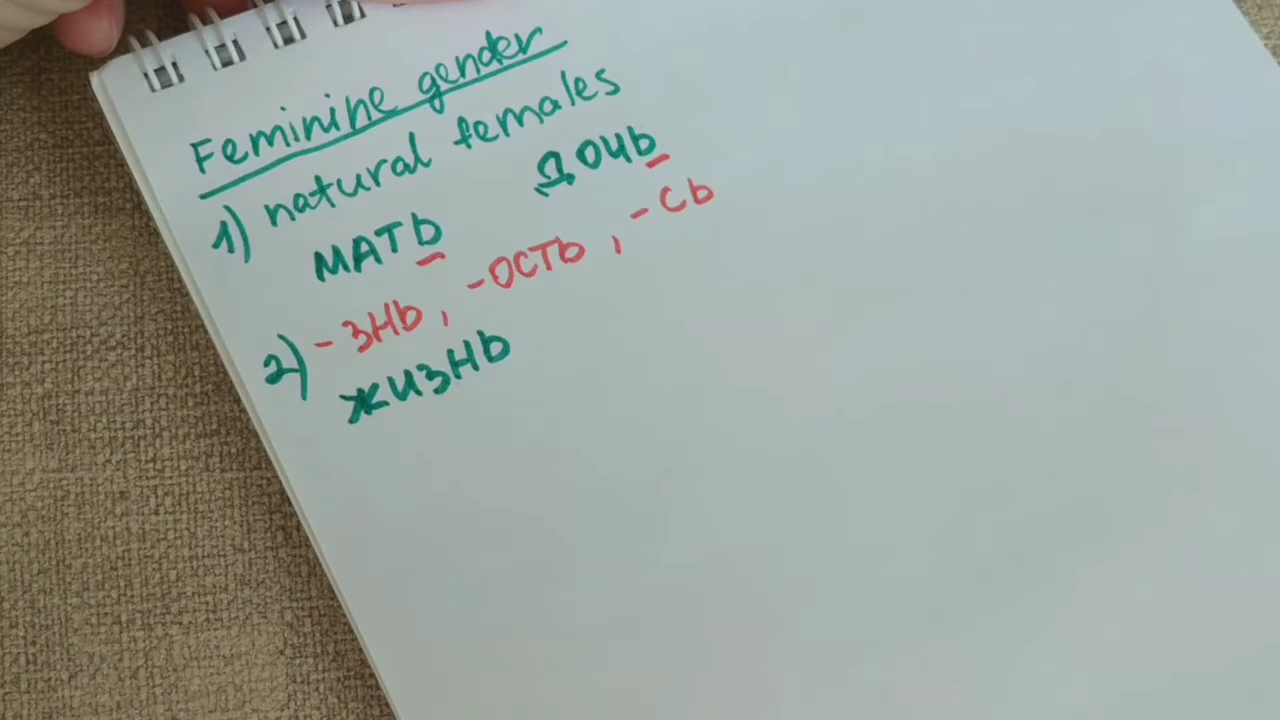 Feminine gender
1) natural females
МАТЬ ДОЧЬ
2) -ЗНЬ, -ОСТЬ, -СЬ
ЖИЗНЬ